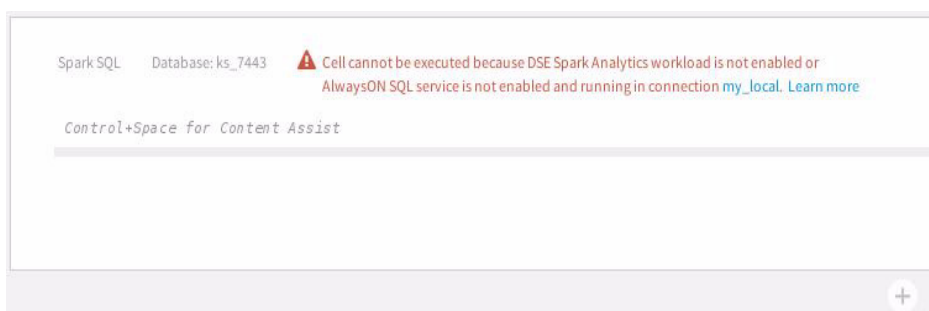 Spark SQL Database: ks_7443 Cell cannot be executed because DSE Spark Analytics workload is not enabled or
AlwaysON SQL service is not enabled and running in connection my_local. Learn more
Control+Space for Content Assist